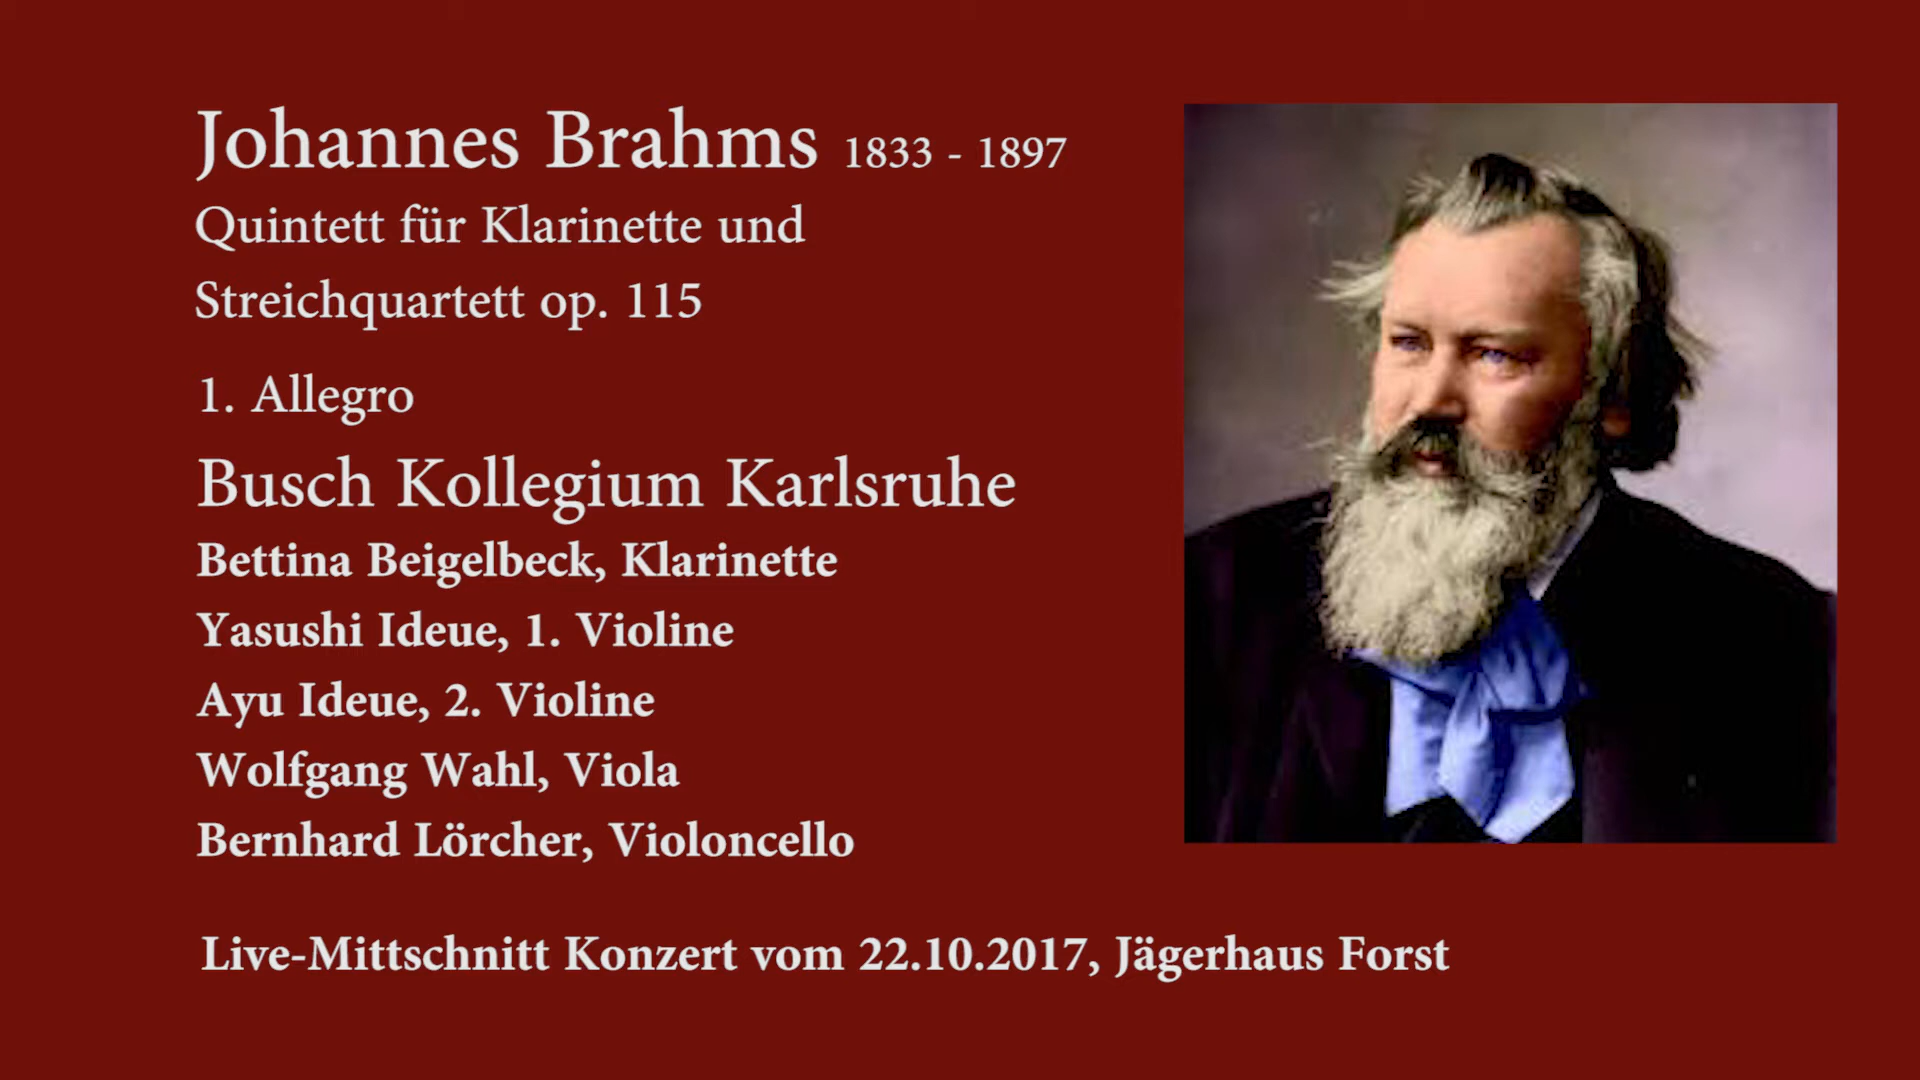 Johannes Brahms 1833 - 1897
Quintett für Klarinette und
Streichquartett op. 115
1. Allegro
Busch Kollegium Karlsruhe
Bettina Beigelbeck, Klarinette
Yasushi Ideue, 1. Violine
Ayu Ideue, 2. Violine
Wolfgang Wahl, Viola
Bernhard Lörcher, Violoncello
Live-Mittschnitt Konzert vom 22.10.2017, Jägerhaus Forst